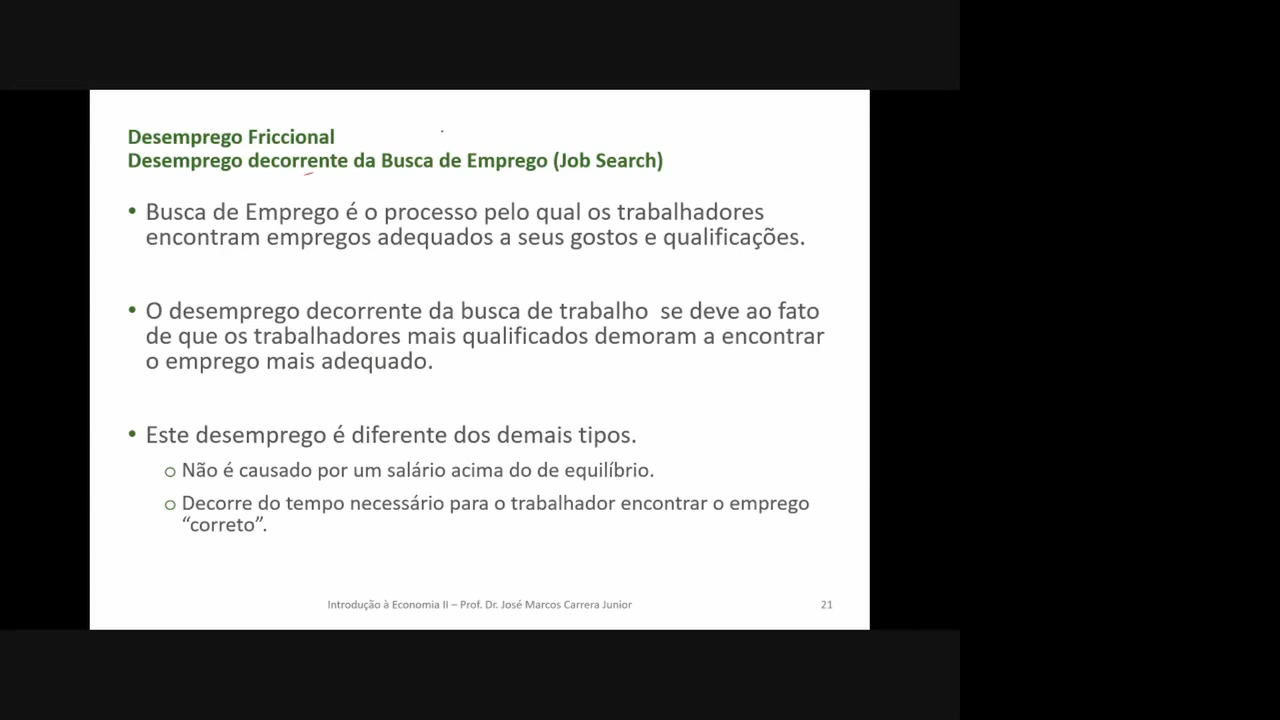 Desemprego Friccional
Desemprego decorrente da Busca de Emprego (Job Search)
• Busca de Emprego é o processo pelo qual os trabalhadores
encontram empregos adequados a seus gostos e qualificações.
• O desemprego decorrente da busca de trabalho  se deve ao fato
de que os trabalhadores mais qualificados demoram a encontrar
o emprego mais adequado.
• Este desemprego é diferente dos demais tipos.
o Não é causado por um salário acima do de equilíbrio.
o Decorre do tempo necessário para o trabalhador encontrar o emprego
“correto”.
Introdução à Economia II – Prof. Dr. José Marcos Carrera Junior
21